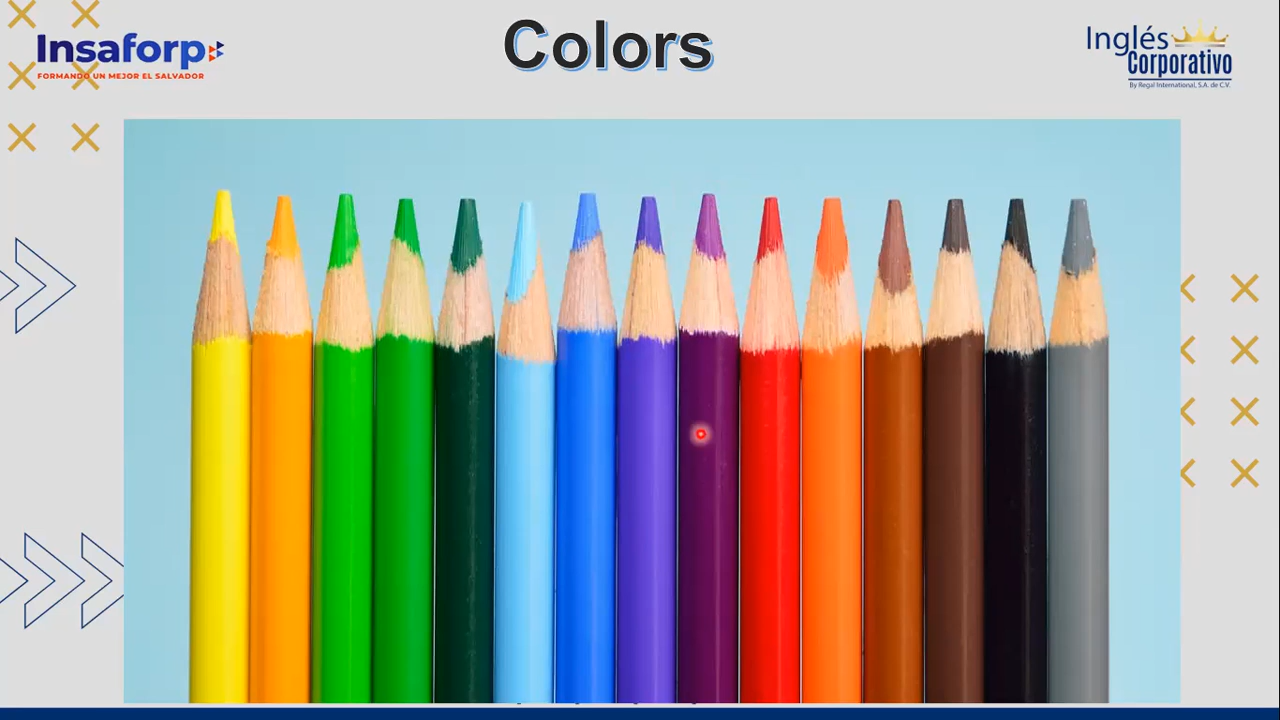 Insaforp
FORMANDO UN MEJOR EL SALVADOR
Colors
Inglés
Corporativo
By Regal International, S.A. de C.V.